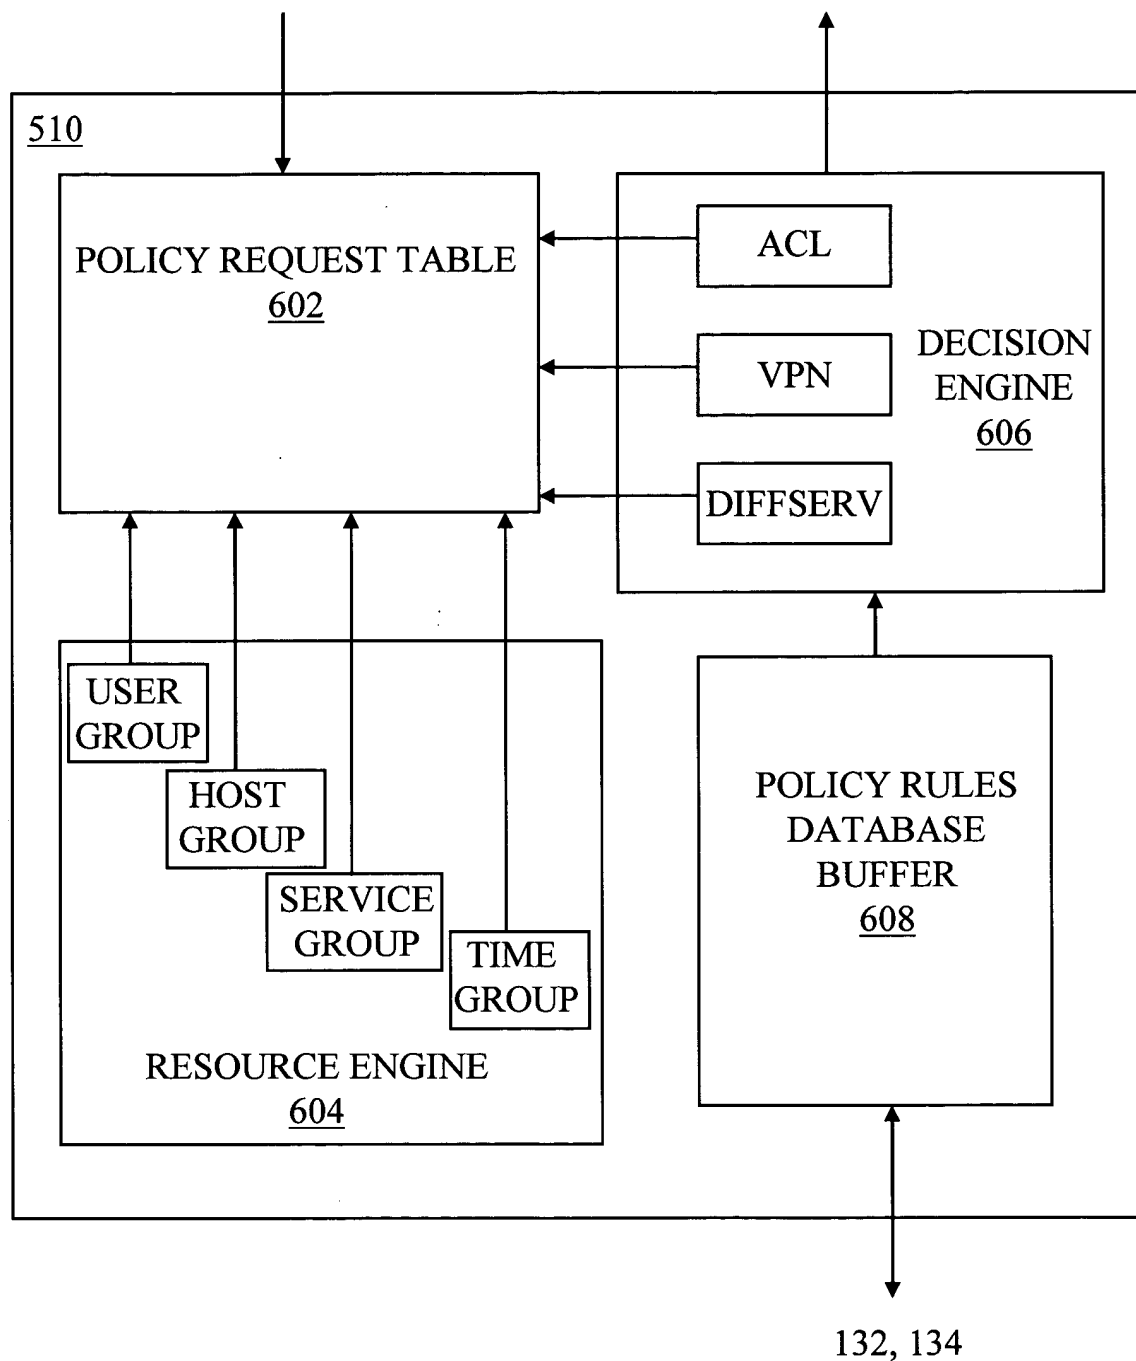 510
POLICY REQUEST TABLE
602
ACL
VPN
DIFFSERV
DECISION
ENGINE
606
USER
GROUP
HOST
GROUP
SERVICE
GROUP
TIME
GROUP
RESOURCE ENGINE
604
POLICY RULES
DATABASE
BUFFER
608
132, 134